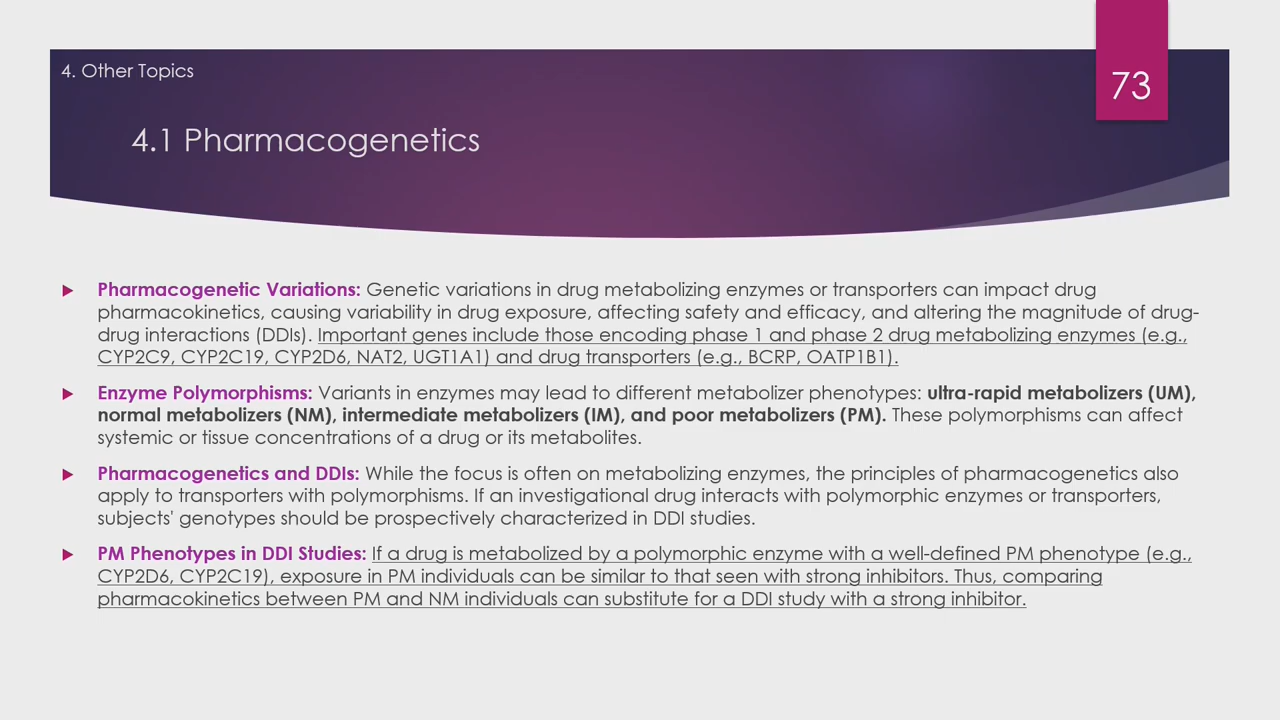 4. Other Topics
73
4.1 Pharmacogenetics
Pharmacogenetic Variations: Genetic variations in drug metabolizing enzymes or transporters can impact drug
pharmacokinetics, causing variability in drug exposure, affecting safety and efficacy, and altering the magnitude of drug-
drug interactions (DDIs). Important genes include those encoding phase 1 and phase 2 drug metabolizing enzymes (e.g.,
CYP2C9, CYP2C19, CYP2D6, NAT2, UGT1A1) and drug transporters (e.g., BCRP, OATP1B1).
Enzyme Polymorphisms: Variants in enzymes may lead to different metabolizer phenotypes: ultra-rapid metabolizers (UM),
normal metabolizers (NM), intermediate metabolizers (IM), and poor metabolizers (PM). These polymorphisms can affect
systemic or tissue concentrations of a drug or its metabolites.
Pharmacogenetics and DDIs: While the focus is often on metabolizing enzymes, the principles of pharmacogenetics also
apply to transporters with polymorphisms. If an investigational drug interacts with polymorphic enzymes or transporters,
subjects' genotypes should be prospectively characterized in DDI studies.
PM Phenotypes in DDI Studies: If a drug is metabolized by a polymorphic enzyme with a well-defined PM phenotype (e.g.,
CYP2D6, CYP2C19), exposure in PM individuals can be similar to that seen with strong inhibitors. Thus, comparing
pharmacokinetics between PM and NM individuals can substitute for a DDI study with a strong inhibitor.